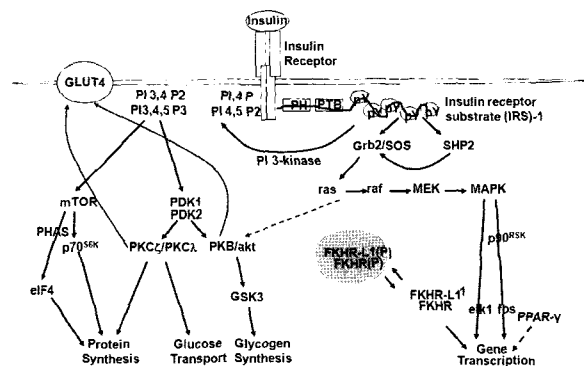 Insulin
Insulin
Receptor
GLUT4
PI 3,4 P2
PI3,4,5 P3
PI,4 P
PI 4,5 P2
PH
PTB
pY
pY
pY
pY
Insulin receptor
substrate (IRS)-1
PI 3-kinase
Grb2/SOS
SHP2
ras
raf
MEK
MAPK
mTOR
PDK1
PDK2
PHAS
p70S6K
PKCζ/PKCλ
PKB/akt
p90RSK
FKHR-L1(P)
FKHR(P)
eIF4
GSK3
FKHR-L1
FKHR
elk1 fos
PPAR-γ
Protein
Synthesis
Glucose
Transport
Glycogen
Synthesis
Gene
Transcription